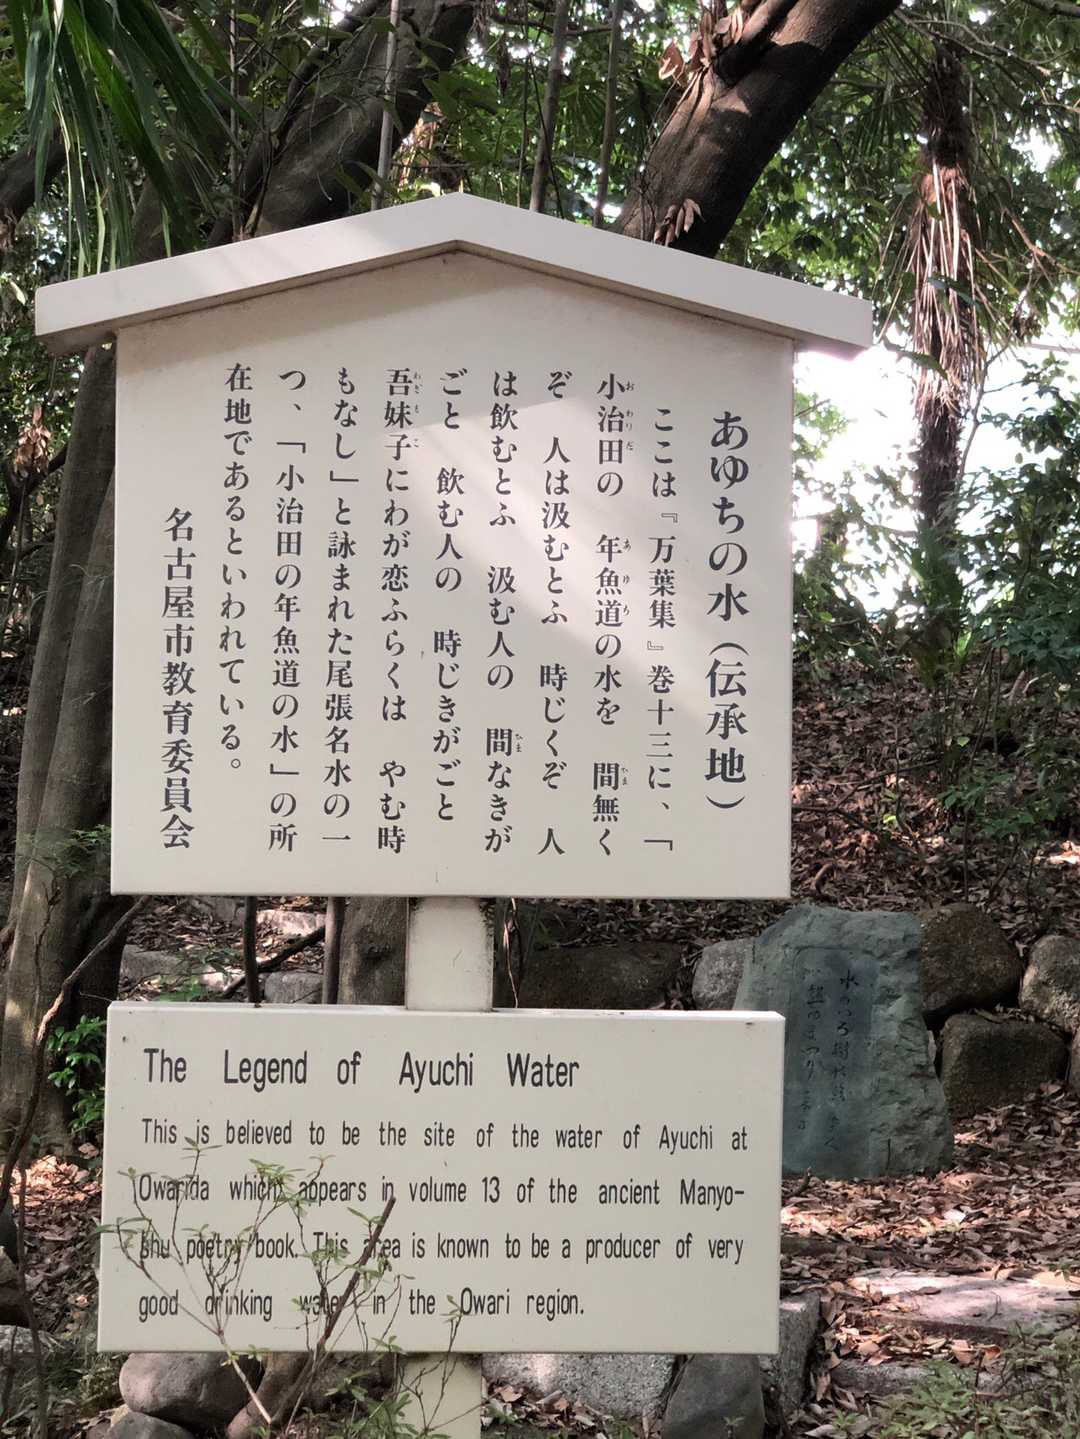 あゆちの水（伝承地）
ここは『万葉集』巻十三に、「
小治田の　年魚道の水を　間無く
ぞ　人は汲むとふ　時じくぞ　人
は飲むとふ　汲む人の　間なきが
ごと　飲む人の　時じきがごと
吾妹子にわが恋ふらくは　やむ時
もなし」と詠まれた尾張名水の一
つ、「小治田の年魚道の水」の所
在地であるといわれている。
名古屋市教育委員会
The Legend of Ayuchi Water
This is believed to be the site of the water of Ayuchi at
Owarida which appears in volume 13 of the ancient Manyo-
shu poetry book. This area is known to be a producer of very
good drinking water in the Owari region.